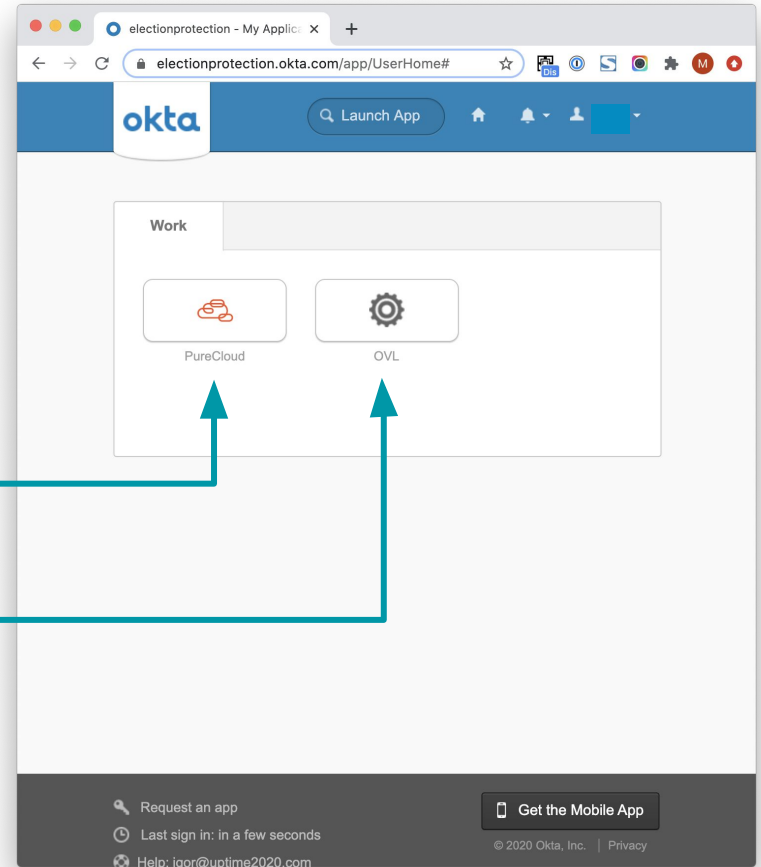 electionprotection - My Applic
electionprotection.okta.com/app/UserHome#
Dis
S
M
okta
Launch App
Work
PureCloud
OVL
Request an app
Get the Mobile App
Last sign in: in a few seconds
© 2020 Okta, Inc. | Privacy
Help: igor@uptime2020.com